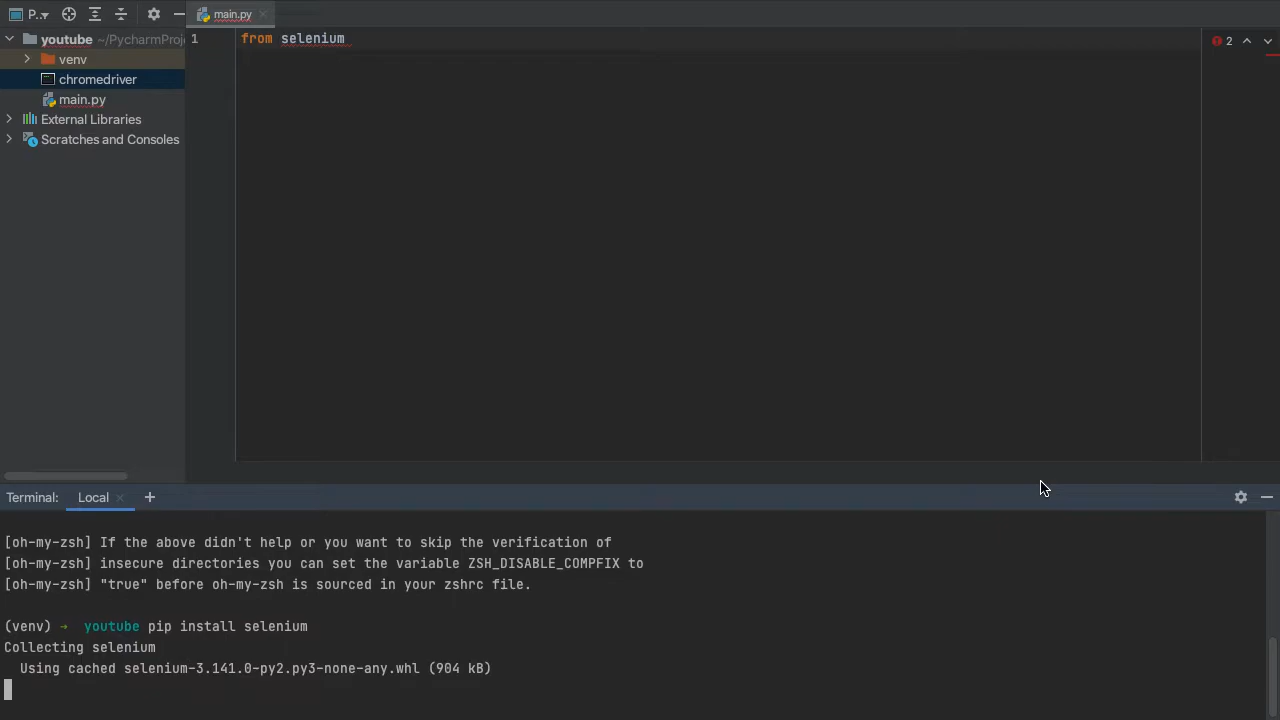 P..
main.py
youtube ~/PycharmProj
venv
chromedriver
main.py
External Libraries
Scratches and Consoles
1
from selenium
2
Terminal:
Local
[oh-my-zsh] If the above didn't help or you want to skip the verification of
[oh-my-zsh] insecure directories you can set the variable ZSH_DISABLE_COMPFIX to
[oh-my-zsh] "true" before oh-my-zsh is sourced in your zshrc file.
(venv) → youtube pip install selenium
Collecting selenium
Using cached selenium-3.141.0-py2.py3-none-any.whl (904 kB)